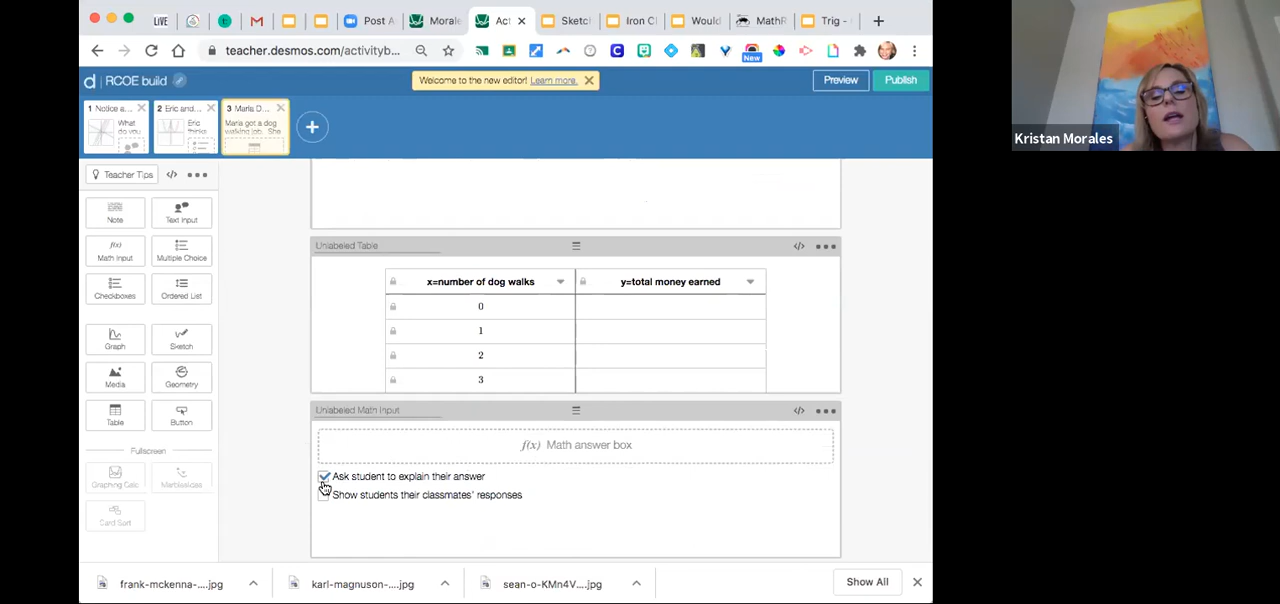 LIVE
Post A
Morale
Act
Sketch
Iron Cl
Would
MathR
Trig -
teacher.desmos.com/activityb...
New
d | RCOE build
Welcome to the new editor! Learn more.
Preview
Publish
1 Notice a...
What
do you
2 Eric and...
Eric
thinks
3 Maria D...
Maria got a dog
walking job. She
Teacher Tips
Note
Text Input
f(x)
Math Input
Multiple Choice
Checkboxes
Ordered List
Graph
Sketch
Media
Geometry
Table
Button
Fullscreen
Graphing Calc
Marbleslides
Card Sort
Unlabeled Table
x=number of dog walks
y=total money earned
0
1
2
3
Unlabeled Math Input
f(x) Math answer box
Ask student to explain their answer
Show students their classmates' responses
frank-mckenna-....jpg
karl-magnuson-....jpg
sean-o-KMn4V....jpg
Show All
Kristan Morales